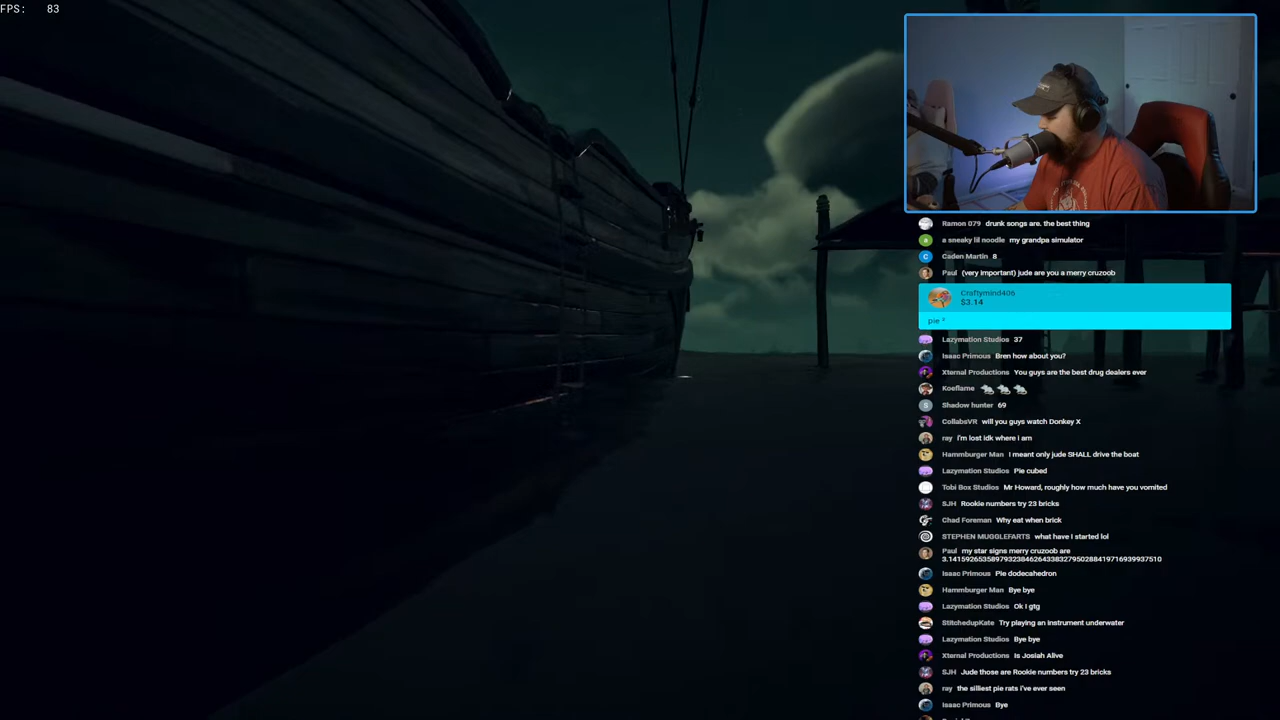 FPS: 83
Ramon 079 drunk songs are. the best thing
a sneaky lil noodle my grandpa simulator
Caden Martin 8
Paul (very important) jude are you a merry cruzoob
Craftymind406
$3.14
pie ²
Lazymation Studios 37
Isaac Primous Bren how about you?
Xternal Productions You guys are the best drug dealers ever
Koeflame
Shadow hunter 69
CollabsVR will you guys watch Donkey X
ray I'm lost idk where i am
Hammburger Man I meant only jude SHALL drive the boat
Lazymation Studios Pie cubed
Tobi Box Studios Mr Howard, roughly how much have you vomited
SJH Rookie numbers try 23 bricks
Chad Foreman Why eat when brick
STEPHEN MUGGLEFARTS what have I started lol
Paul my star signs merry cruzoob are
3.14159265358979323846264338327950288419716939937510
Isaac Primous Pie dodecahedron
Hammburger Man Bye bye
Lazymation Studios Ok I gtg
StitchedupKate Try playing an instrument underwater
Lazymation Studios Bye bye
Xternal Productions Is Josiah Alive
SJH Jude those are Rookie numbers try 23 bricks
ray the silliest pie rats i've ever seen
Isaac Primous Bye